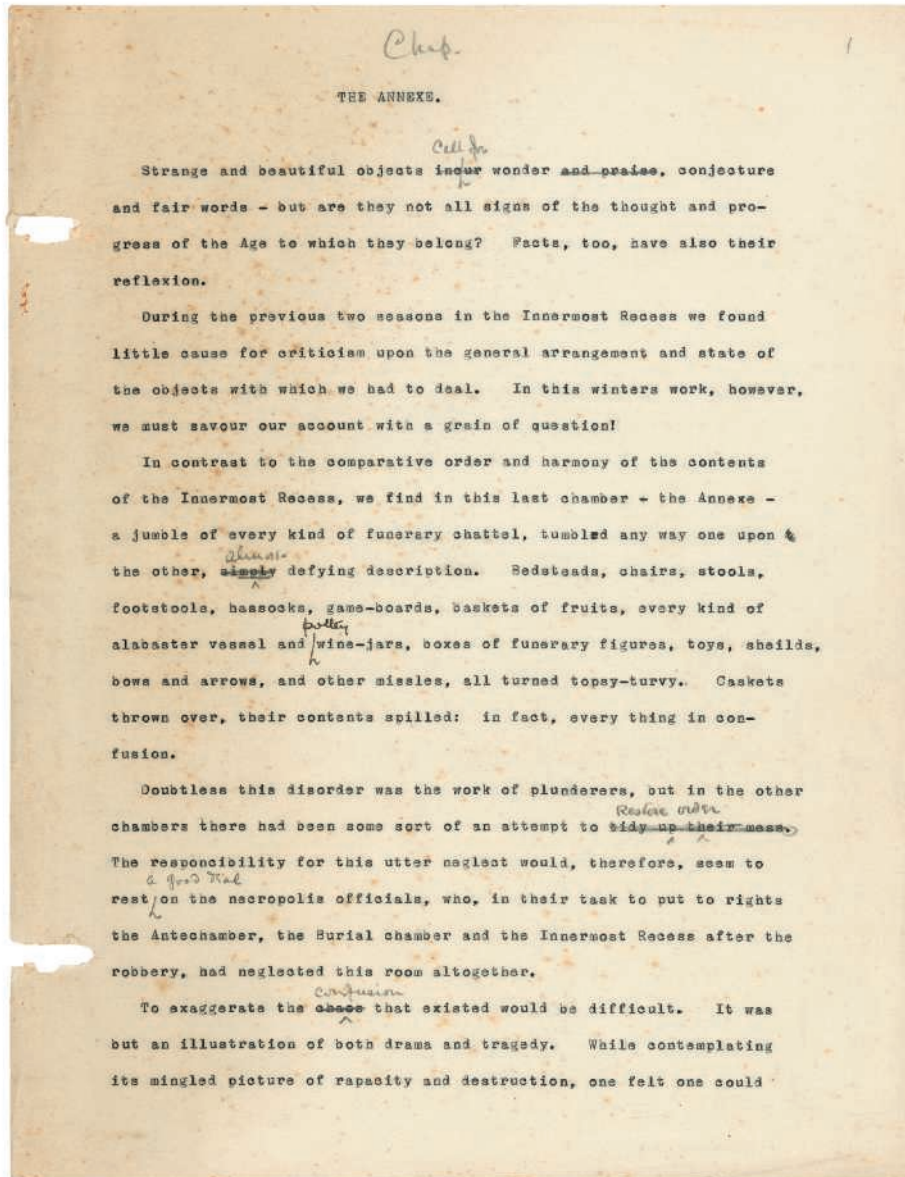 Chap.
1
THE ANNEXE.
Call for
Strange and beautiful objects incur wonder and praise, conjecture
and fair words - but are they not all signs of the thought and pro-
gress of the Age to which they belong? Facts, too, have also their
reflexion.
During the previous two seasons in the Innermost Recess we found
little cause for criticism upon the general arrangement and state of
the objects with which we had to deal. In this winters work, however,
we must savour our account with a grain of question!
In contrast to the comparative order and harmony of the contents
of the Innermost Recess, we find in this last chamber - the Annexe -
a jumble of every kind of funerary chattel, tumbled any way one upon
almost
the other, simply defying description. Bedsteads, chairs, stools,
footstools, hassocks, game-boards, baskets of fruits, every kind of
pottery
alabaster vessel and wine-jars, boxes of funerary figures, toys, sheilds,
bows and arrows, and other missles, all turned topsy-turvy. Caskets
thrown over, their contents spilled: in fact, every thing in con-
fusion.
Doubtless this disorder was the work of plunderers, but in the other
Restore order
chambers there had been some sort of an attempt to tidy up their mess.
The responcibility for this utter neglect would, therefore, seem to
a good deal
rest on the necropolis officials, who, in their task to put to rights
the Antechamber, the Burial chamber and the Innermost Recess after the
robbery, had neglected this room altogether.
confusion
To exaggerate the chaos that existed would be difficult. It was
but an illustration of both drama and tragedy. While contemplating
its mingled picture of rapacity and destruction, one felt one could